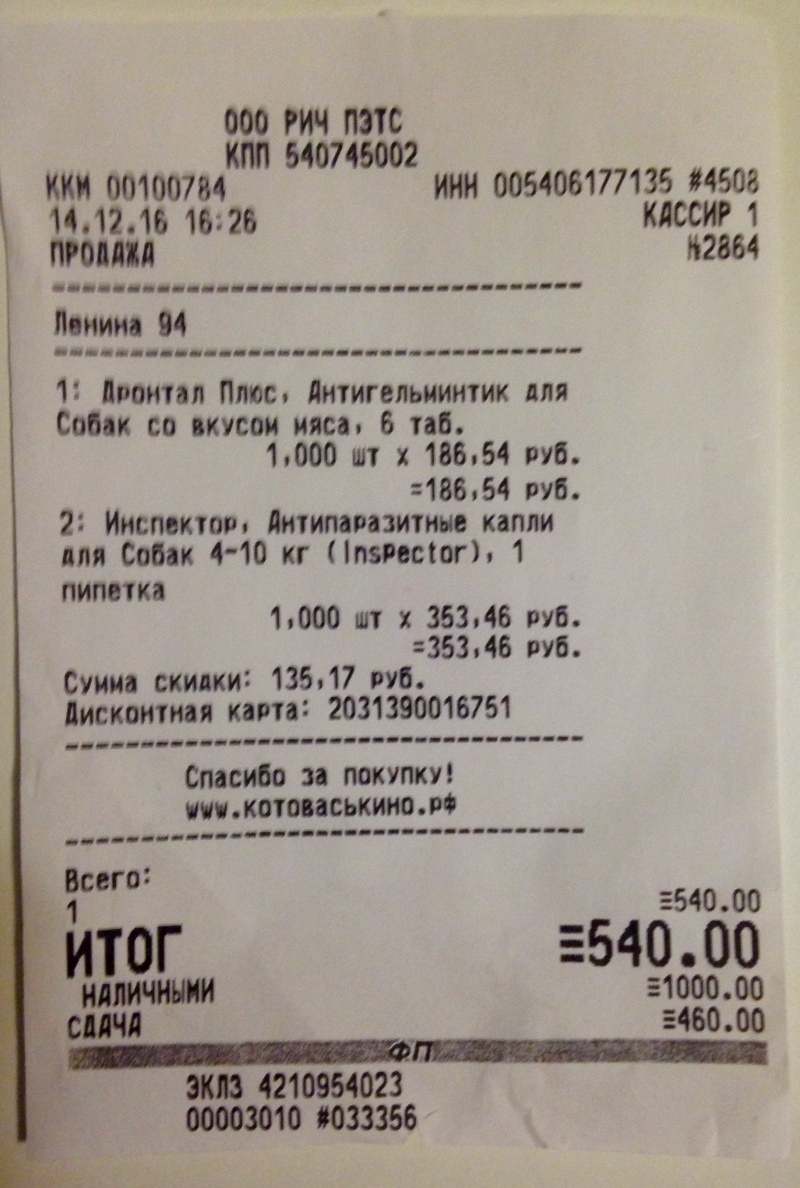 ООО РИЧ ПЭТС
КПП 540745002
ККМ 00100784 ИНН 005406177135 #4508
14.12.16 16:26 КАССИР 1
ПРОДАЖА №2864
Ленина 94
1: Дронтал Плюс, Антигельминтик для
Собак со вкусом мяса, 6 таб.
1,000 шт х 186,54 руб.
=186,54 руб.
2: Инспектор, Антипаразитные капли
для Собак 4-10 кг (Inspector), 1
пипетка
1,000 шт х 353,46 руб.
=353,46 руб.
Сумма скидки: 135,17 руб.
Дисконтная карта: 2031390016751
Спасибо за покупку!
www.котоваськино.рф
Всего:
1 ≡540.00
ИТОГ ≡540.00
НАЛИЧНЫМИ ≡1000.00
СДАЧА ≡460.00
ФП
ЭКЛЗ 4210954023
00003010 #033356